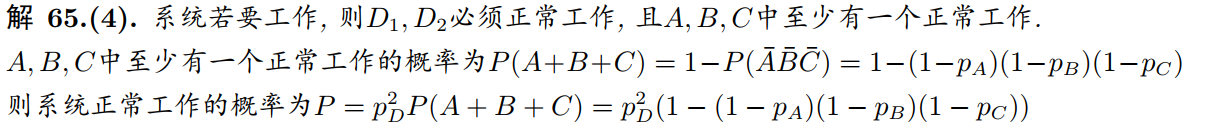 解 65.(4). 系统若要工作, 则D₁, D₂必须正常工作, 且A, B, C中至少有一个正常工作.
A, B, C中至少有一个正常工作的概率为P(A+B+C) = 1−P(ĀB̄C̄) = 1−(1−p_A)(1−p_B)(1−p_C)
则系统正常工作的概率为P = p_D²P(A + B + C) = p_D²(1 − (1 − p_A)(1 − p_B)(1 − p_C))